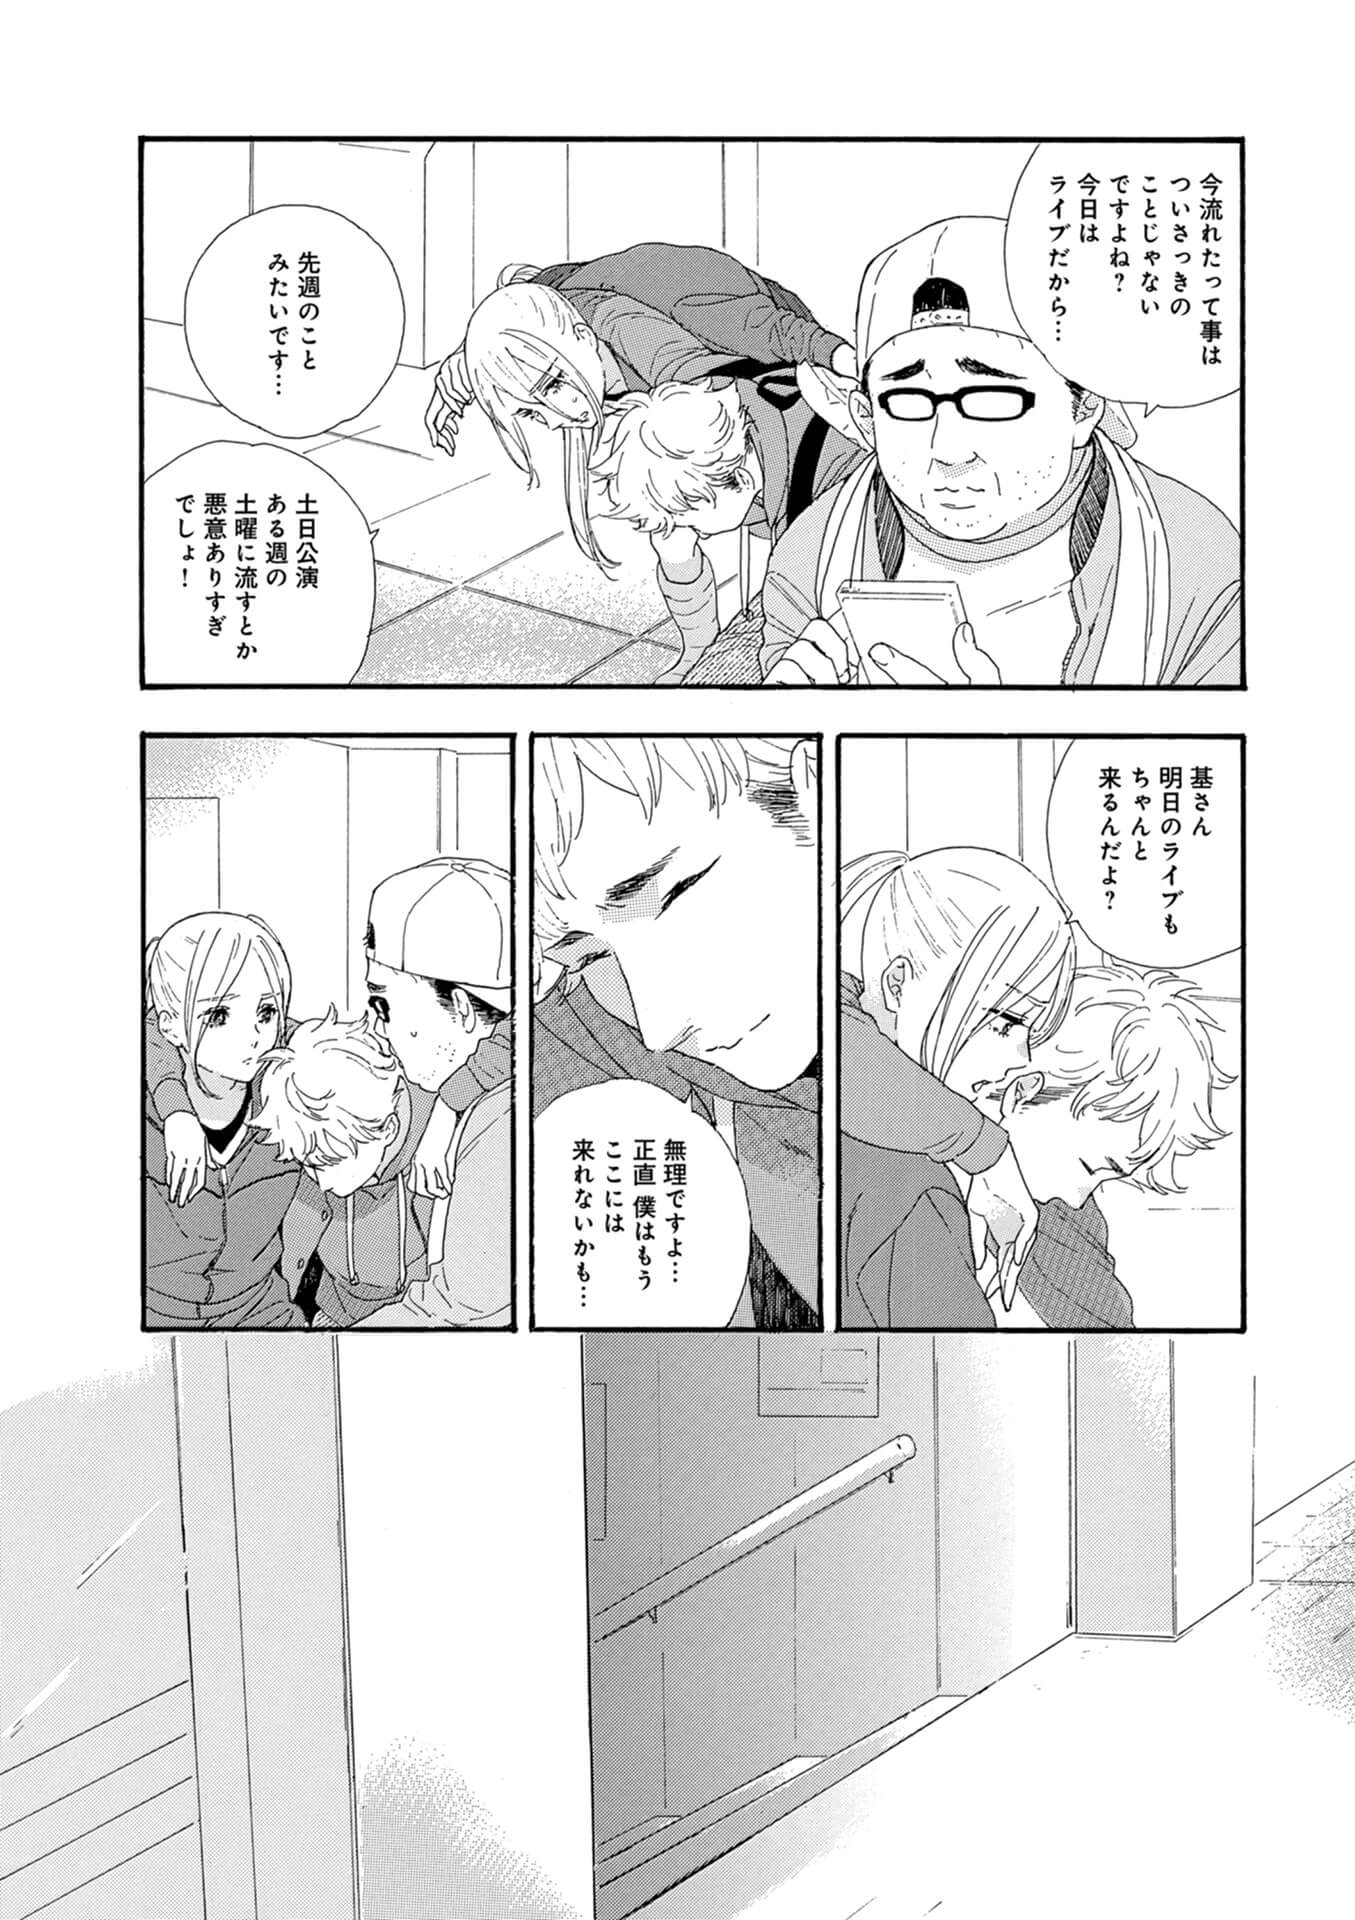 今流れたって事は
ついさっきの
ことじゃない
ですよね?
今日は
ライブだから…
先週のこと
みたいです…
土日公演
ある週の
土曜に流すとか
悪意ありすぎ
でしょ!
基さん
明日のライブも
ちゃんと
来るんだよ?
無理ですよ…
正直 僕はもう
ここには
来れないかも…